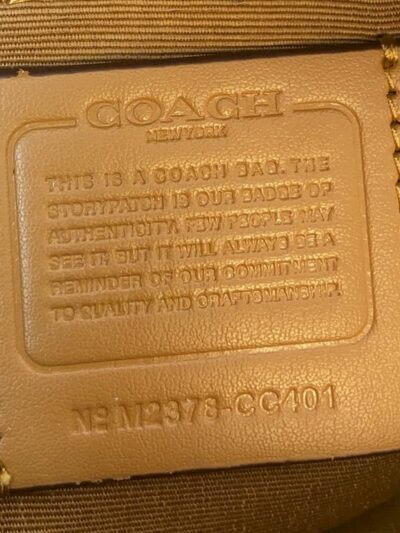 COACH
NEW YORK
THIS IS A COACH BAG. THE
STORYPATCH IS OUR BADGE OF
AUTHENTICITY. FEW PEOPLE MAY
SEE IT, BUT IT WILL ALWAYS BE A
REMINDER OF OUR COMMITMENT
TO QUALITY AND CRAFTSMANSHIP.
Nº M2378-CC401